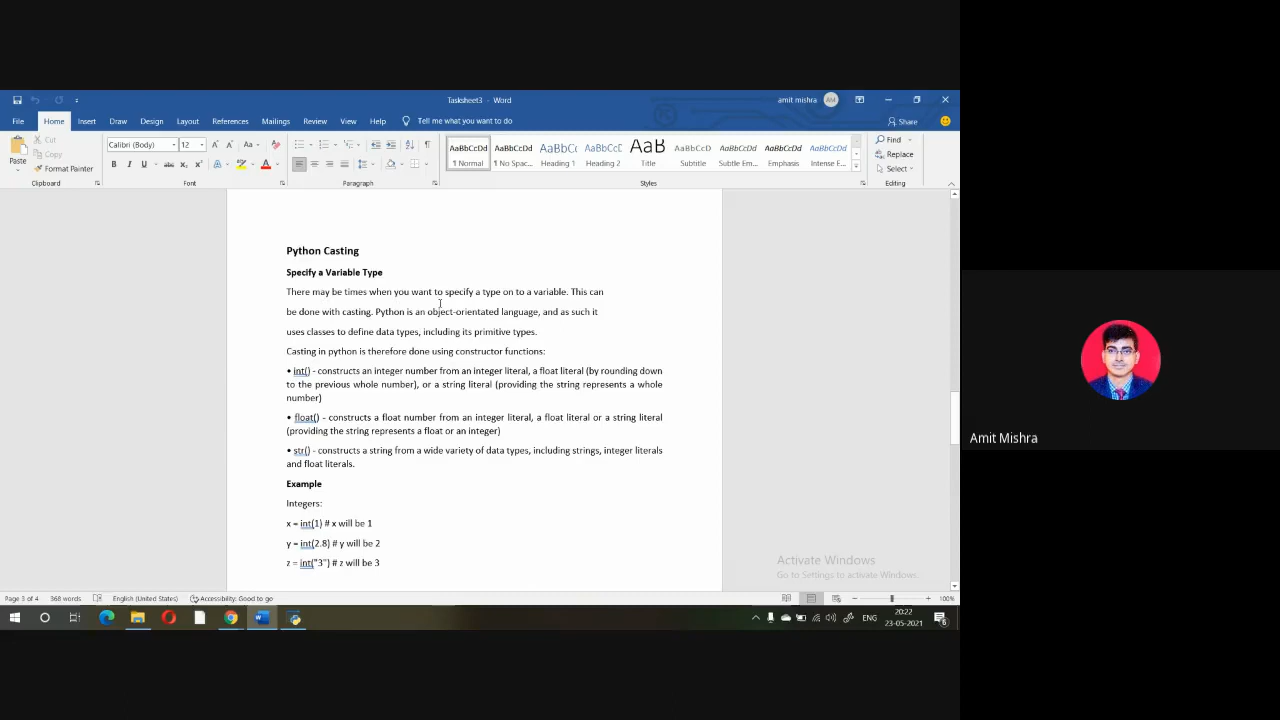 Tasksheet3 - Word
amit mishra AM
File Home Insert Draw Design Layout References Mailings Review View Help Tell me what you want to do Share
Paste
Cut
Copy
Format Painter
Clipboard
Calibri (Body) 12
Font
Paragraph
AaBbCcDd AaBbCcDd AaBbCc AaBbCcC AaB AaBbCcD AaBbCcDd AaBbCcDd AaBbCcDd
¶ Normal ¶ No Spac... Heading 1 Heading 2 Title Subtitle Subtle Em... Emphasis Intense E...
Styles
Find
Replace
Select
Editing
Python Casting
Specify a Variable Type
There may be times when you want to specify a type on to a variable. This can
be done with casting. Python is an object-orientated language, and as such it
uses classes to define data types, including its primitive types.
Casting in python is therefore done using constructor functions:
• int() - constructs an integer number from an integer literal, a float literal (by rounding down
to the previous whole number), or a string literal (providing the string represents a whole
number)
• float() - constructs a float number from an integer literal, a float literal or a string literal
(providing the string represents a float or an integer)
• str() - constructs a string from a wide variety of data types, including strings, integer literals
and float literals.
Example
Integers:
x = int(1) # x will be 1
y = int(2.8) # y will be 2
z = int("3") # z will be 3
Activate Windows
Go to Settings to activate Windows.
Page 3 of 4 368 words English (United States) Accessibility: Good to go 100%
ENG
20:22
23-05-2021
6
Amit Mishra